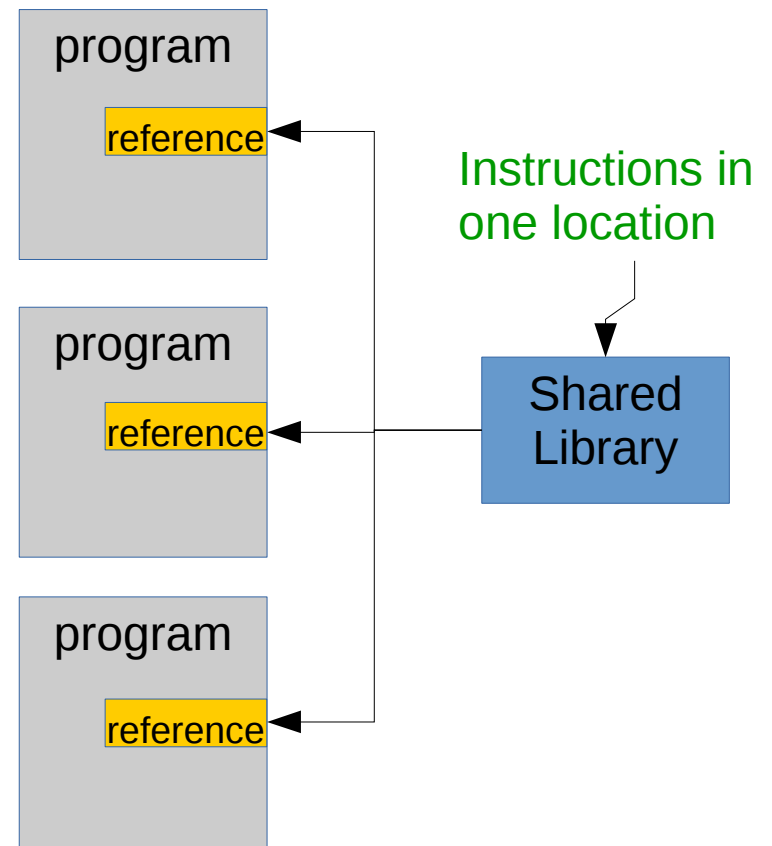 program
reference
Instructions in
one location
program
reference
Shared
Library
program
reference